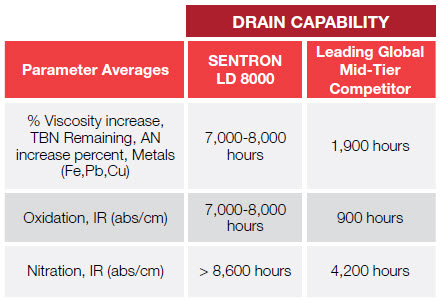 DRAIN CAPABILITY
Parameter Averages
SENTRON
LD 8000
Leading Global
Mid-Tier
Competitor
% Viscosity increase,
TBN Remaining, AN
increase percent, Metals
(Fe,Pb,Cu)
7,000-8,000
hours
1,900 hours
Oxidation, IR (abs/cm)
7,000-8,000
hours
900 hours
Nitration, IR (abs/cm)
> 8,600 hours
4,200 hours